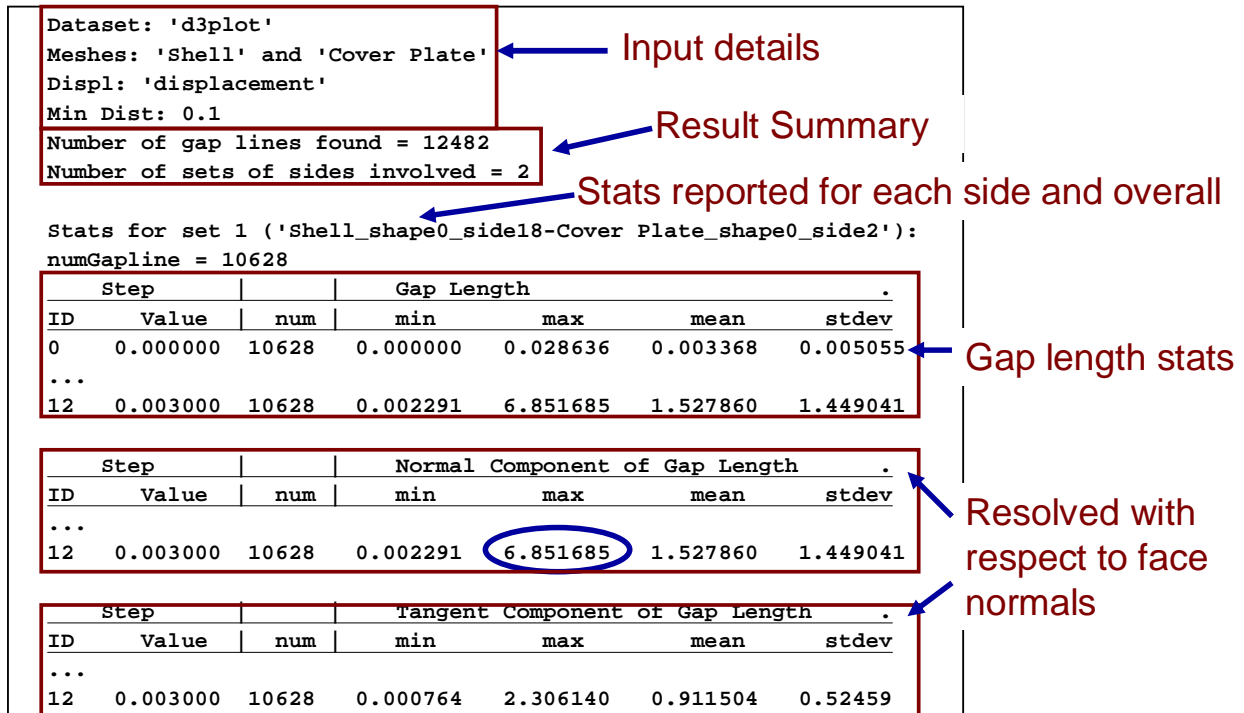 Dataset: 'd3plot'
Meshes: 'Shell' and 'Cover Plate'
Displ: 'displacement'
Min Dist: 0.1
Input details
Number of gap lines found = 12482
Number of sets of sides involved = 2
Result Summary
Stats reported for each side and overall
Stats for set 1 ('Shell_shape0_side18-Cover Plate_shape0_side2'):
numGapline = 10628
Step | | Gap Length .
ID Value | num | min max mean stdev
0 0.000000 10628 0.000000 0.028636 0.003368 0.005055
...
12 0.003000 10628 0.002291 6.851685 1.527860 1.449041
Gap length stats
Step | | Normal Component of Gap Length .
ID Value | num | min max mean stdev
...
12 0.003000 10628 0.002291 6.851685 1.527860 1.449041
Resolved with
respect to face
normals
Step | | Tangent Component of Gap Length .
ID Value | num | min max mean stdev
...
12 0.003000 10628 0.000764 2.306140 0.911504 0.52459